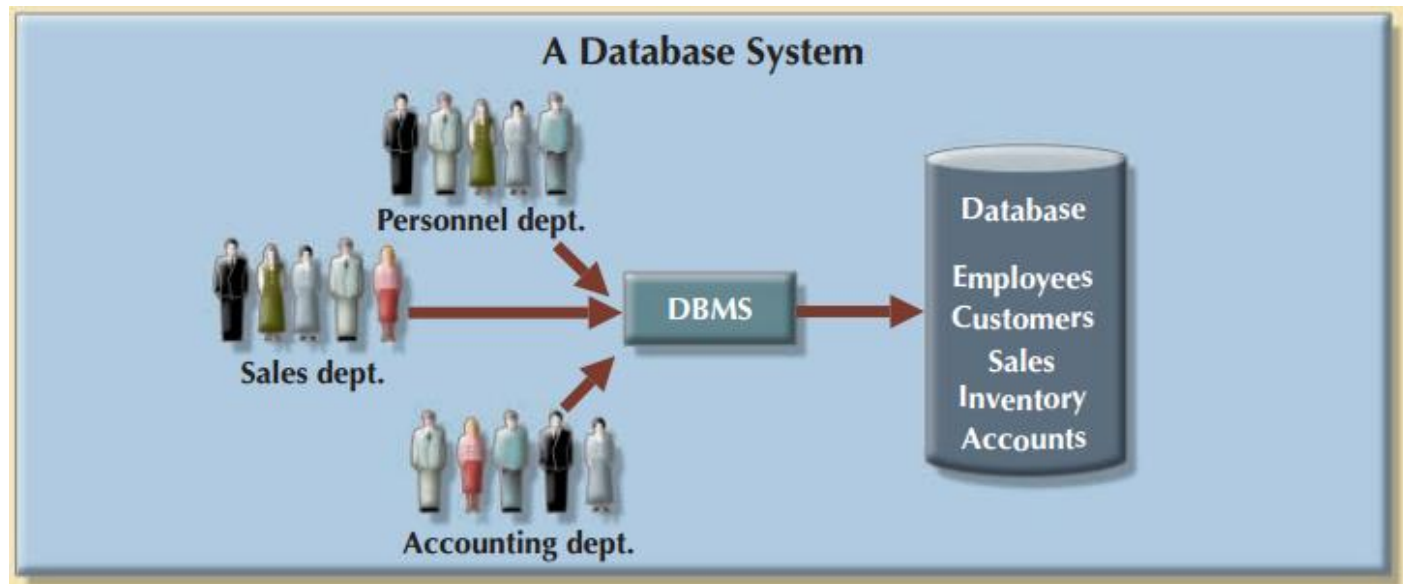 A Database System
Personnel dept.
Sales dept.
Accounting dept.
DBMS
Database
Employees
Customers
Sales
Inventory
Accounts